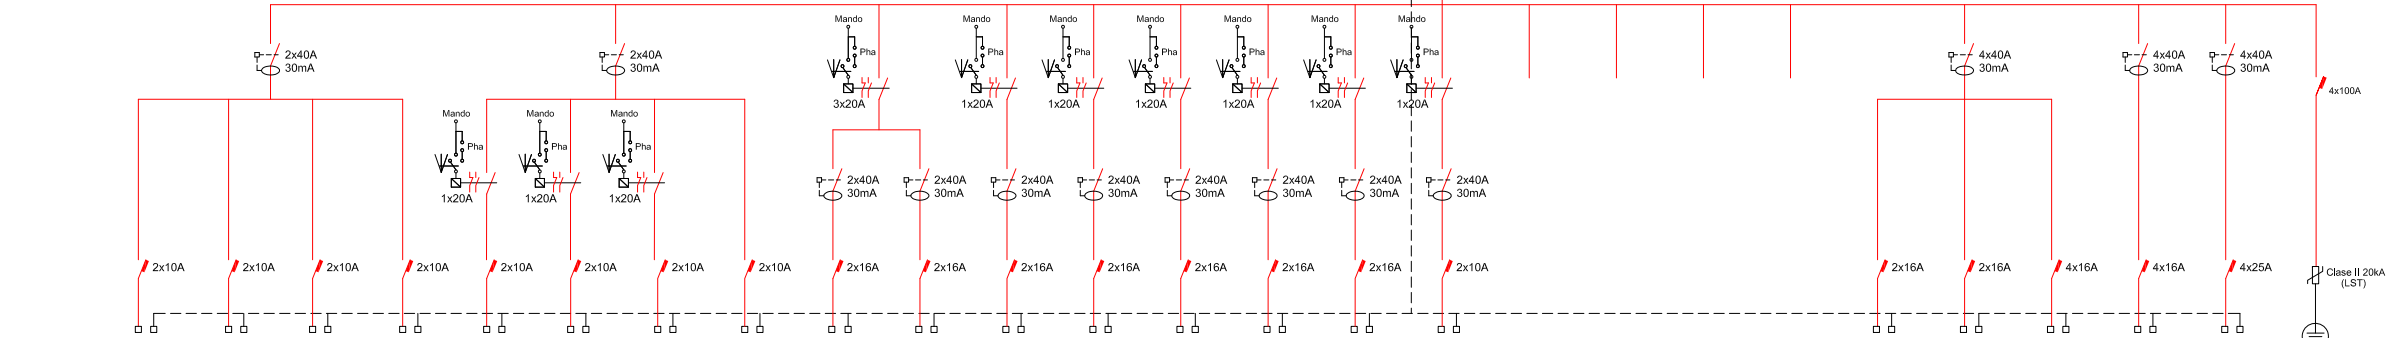 Mando Mando Mando Mando Mando Mando Mando
Pha Pha Pha Pha Pha Pha Pha
2x40A 2x40A 4x40A 4x40A 4x40A
30mA 30mA 30mA 30mA 30mA
4x100A
3x20A 1x20A 1x20A 1x20A 1x20A 1x20A 1x20A
Mando Mando Mando
Pha Pha Pha
2x40A 2x40A 2x40A 2x40A 2x40A 2x40A 2x40A 2x40A
30mA 30mA 30mA 30mA 30mA 30mA 30mA 30mA
1x20A 1x20A 1x20A
2x10A 2x10A 2x10A 2x10A 2x10A 2x10A 2x10A 2x10A 2x16A 2x16A 2x16A 2x16A 2x16A 2x16A 2x16A 2x10A 2x16A 2x16A 4x16A 4x16A 4x25A
Clase II 20kA
(LST)